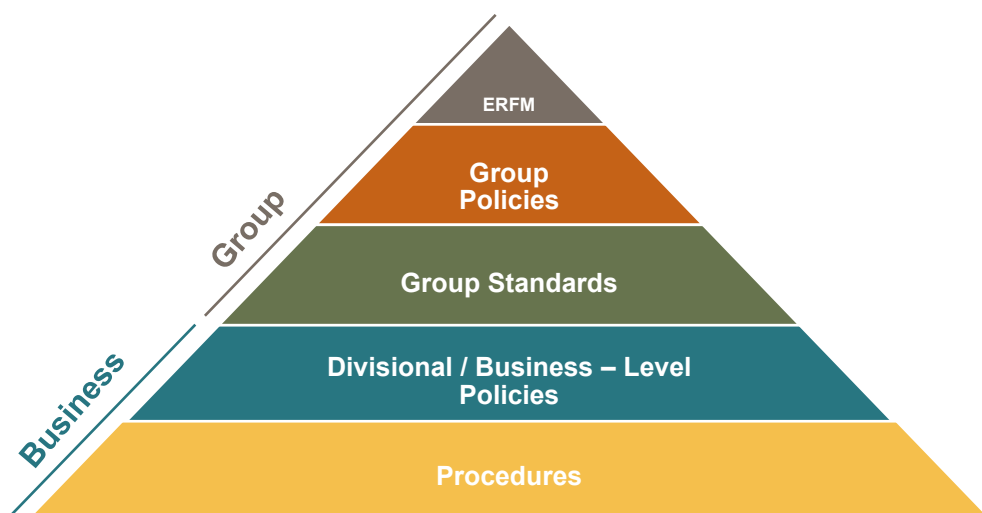 ERFM
Group
Policies
Group
Group Standards
Divisional / Business – Level
Policies
Business
Procedures